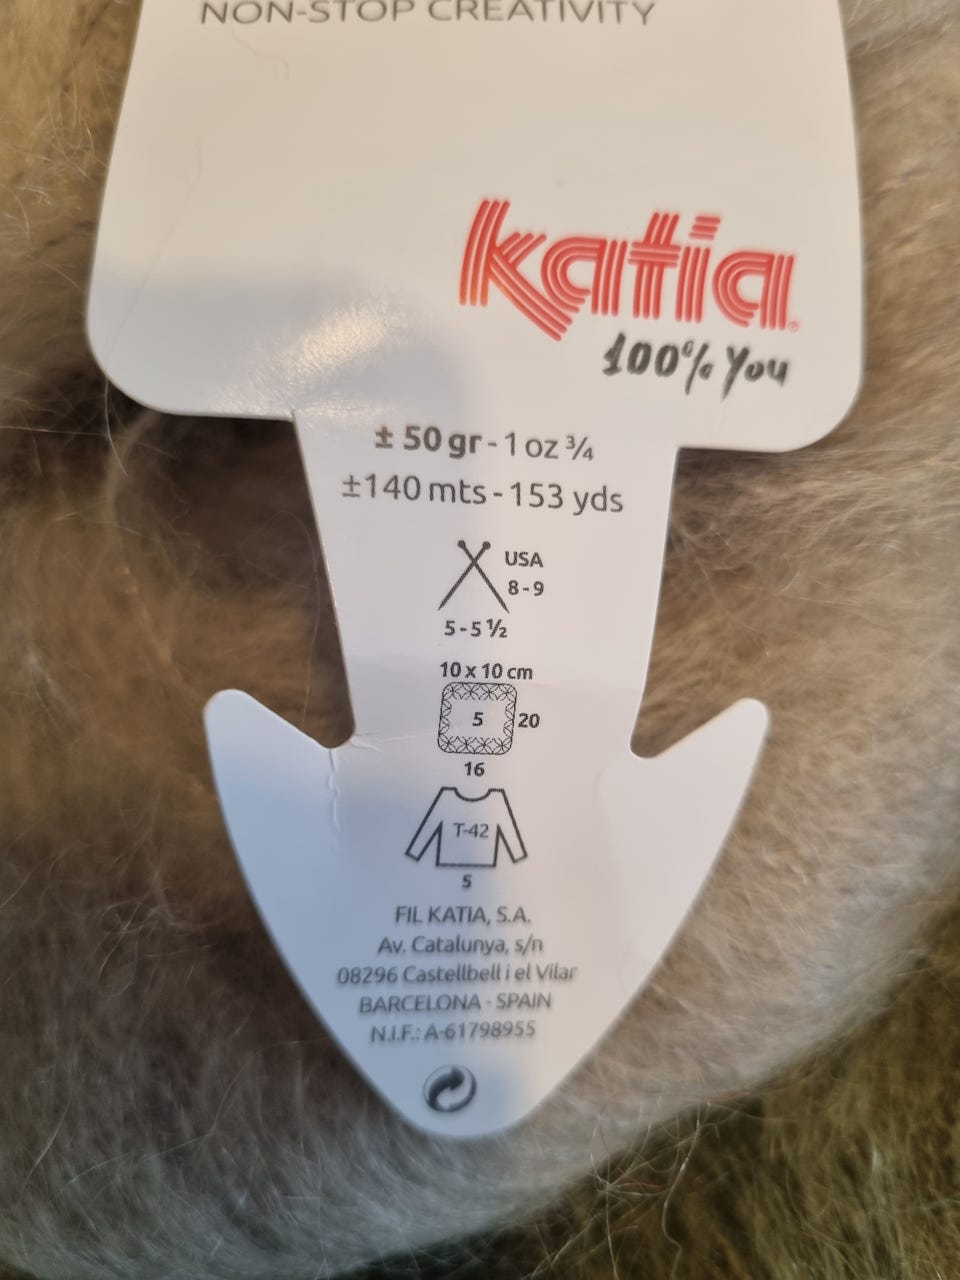 NON-STOP CREATIVITY
katia®
100% You
± 50 gr - 1 oz ¾
±140 mts - 153 yds
USA
8 - 9
5 - 5 ½
10 x 10 cm
5 20
16
T-42
5
FIL KATIA, S.A.
Av. Catalunya, s/n
08296 Castellbell i el Vilar
BARCELONA - SPAIN
N.I.F.: A-61798955